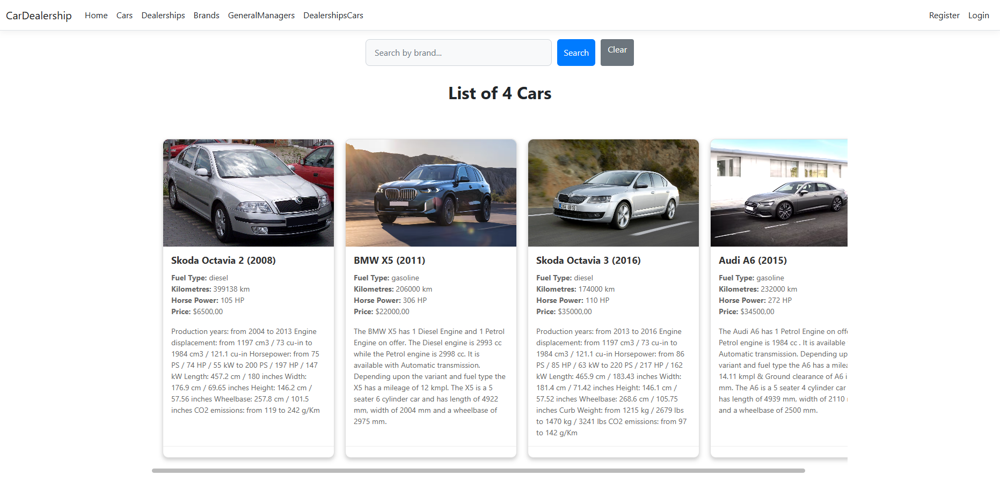 CarDealership Home Cars Dealerships Brands GeneralManagers DealershipsCars Register Login
Search by brand... Search Clear
List of 4 Cars
Skoda Octavia 2 (2008)
Fuel Type: diesel
Kilometres: 399138 km
Horse Power: 105 HP
Price: $6500,00
Production years: from 2004 to 2013 Engine
displacement: from 1197 cm3 / 73 cu-in to
1984 cm3 / 121.1 cu-in Horsepower: from 75
PS / 74 HP / 55 kW to 200 PS / 197 HP / 147
kW Length: 457.2 cm / 180 inches Width:
176.9 cm / 69.65 inches Height: 146.2 cm /
57.56 inches Wheelbase: 257.8 cm / 101.5
inches CO2 emissions: from 119 to 242 g/Km
BMW X5 (2011)
Fuel Type: gasoline
Kilometres: 206000 km
Horse Power: 306 HP
Price: $22000,00
The BMW X5 has 1 Diesel Engine and 1 Petrol
Engine on offer. The Diesel engine is 2993 cc
while the Petrol engine is 2998 cc. It is
available with Automatic transmission.
Depending upon the variant and fuel type the
X5 has a mileage of 12 kmpl. The X5 is a 5
seater 6 cylinder car and has length of 4922
mm, width of 2004 mm and a wheelbase of
2975 mm.
Skoda Octavia 3 (2016)
Fuel Type: diesel
Kilometres: 174000 km
Horse Power: 110 HP
Price: $35000,00
Production years: from 2013 to 2016 Engine
displacement: from 1197 cm3 / 73 cu-in to
1984 cm3 / 121.1 cu-in Horsepower: from 86
PS / 85 HP / 63 kW to 220 PS / 217 HP / 162
kW Length: 465.9 cm / 183.43 inches Width:
181.4 cm / 71.42 inches Height: 146.1 cm /
57.52 inches Wheelbase: 268.6 cm / 105.75
inches Curb Weight: from 1215 kg / 2679 lbs
to 1470 kg / 3241 lbs CO2 emissions: from 97
to 142 g/Km
Audi A6 (2015)
Fuel Type: gasoline
Kilometres: 232000 km
Horse Power: 272 HP
Price: $34500,00
The Audi A6 has 1 Petrol Engine on
Petrol engine is 1984 cc . It is available
Automatic transmission. Depending
variant and fuel type the A6 has a
14.11 kmpl & Ground clearance of A6
mm. The A6 is a 5 seater 4 cylinder car
has length of 4939 mm, width of 2110
and a wheelbase of 2500 mm.